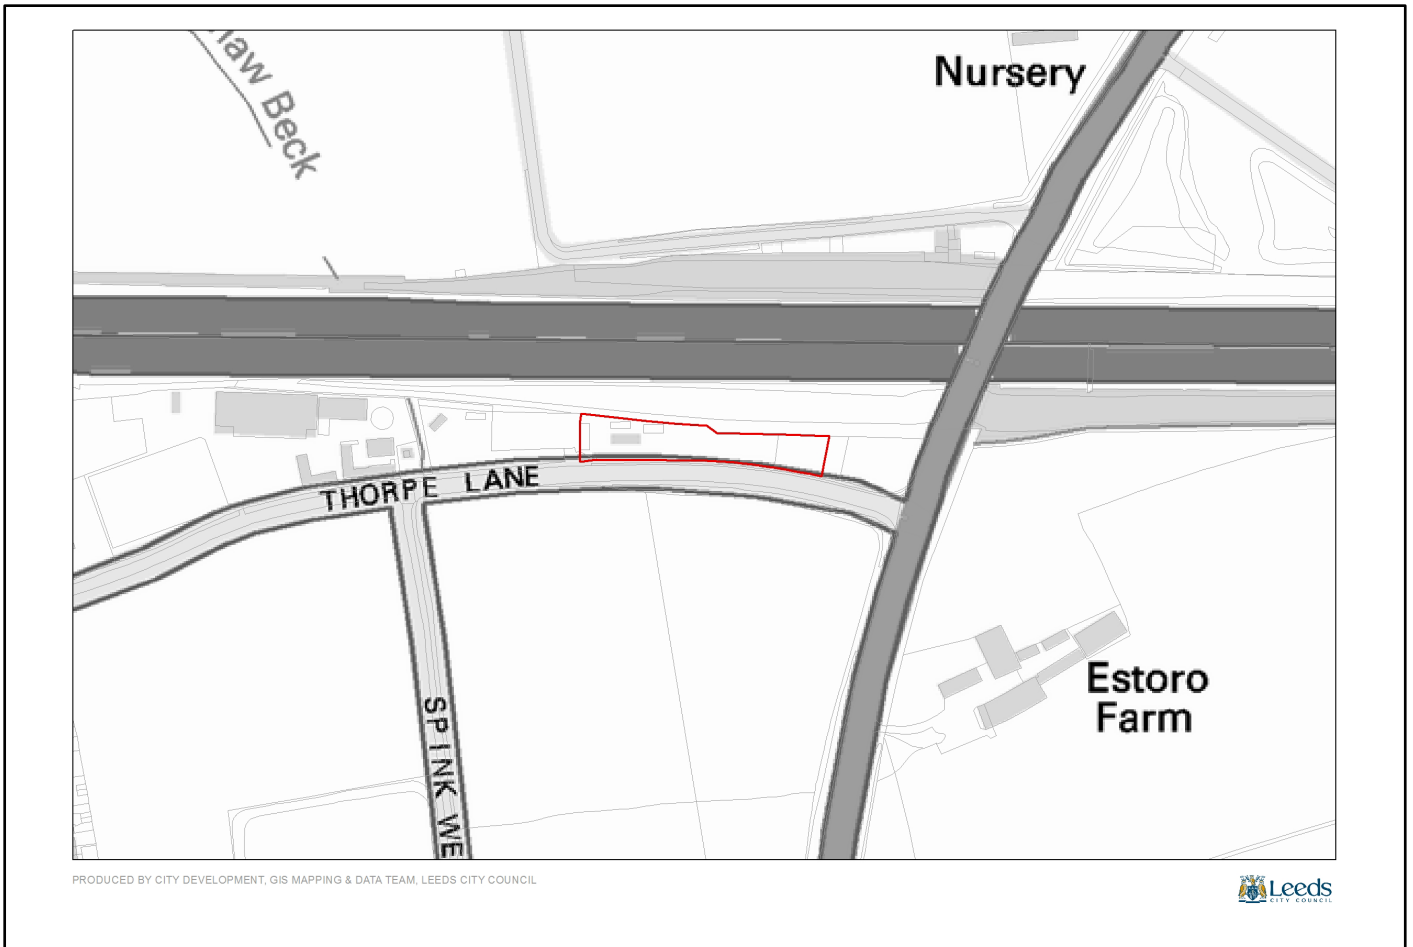 Beck
Nursery
THORPE LANE
SPINK WE
Estoro
Farm
PRODUCED BY CITY DEVELOPMENT, GIS MAPPING & DATA TEAM, LEEDS CITY COUNCIL
Leeds
CITY COUNCIL